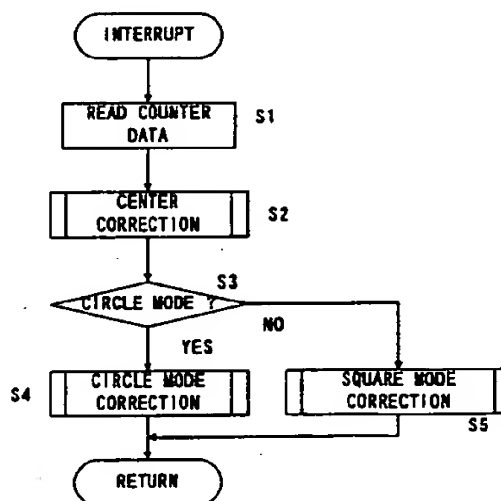 INTERRUPT
READ COUNTER
DATA
S1
CENTER
CORRECTION
S2
S3
CIRCLE MODE ?
NO
YES
S4
CIRCLE MODE
CORRECTION
SQUARE MODE
CORRECTION
S5
RETURN